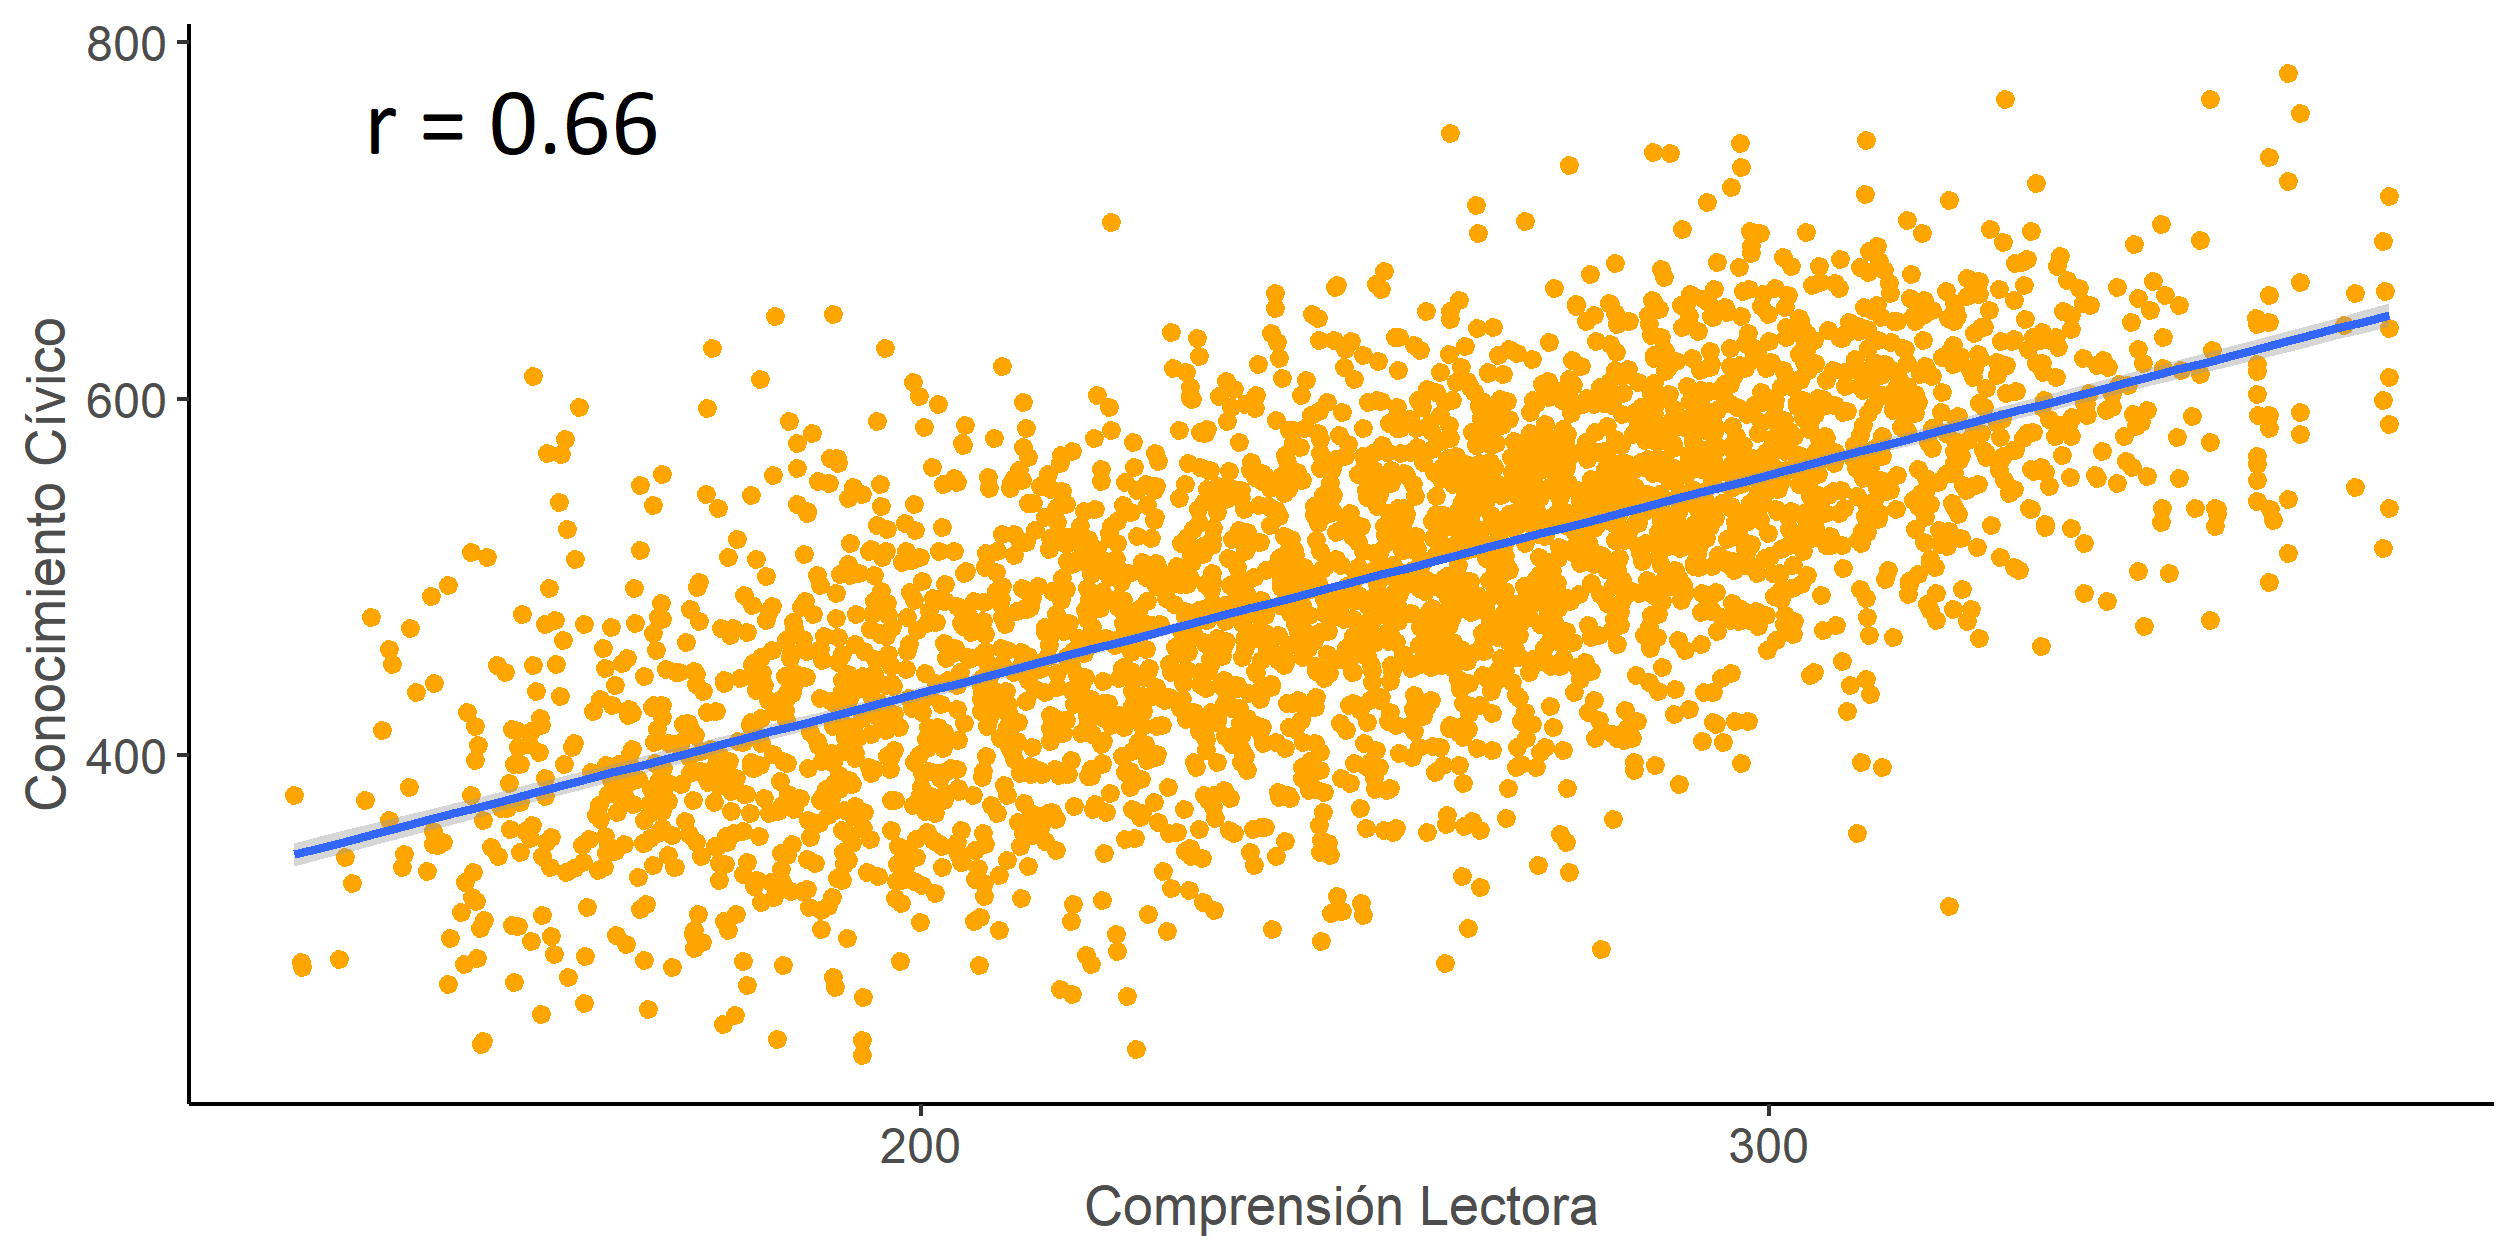 800
r = 0.66
600
400
Conocimiento Cívico
200
300
Comprensión Lectora